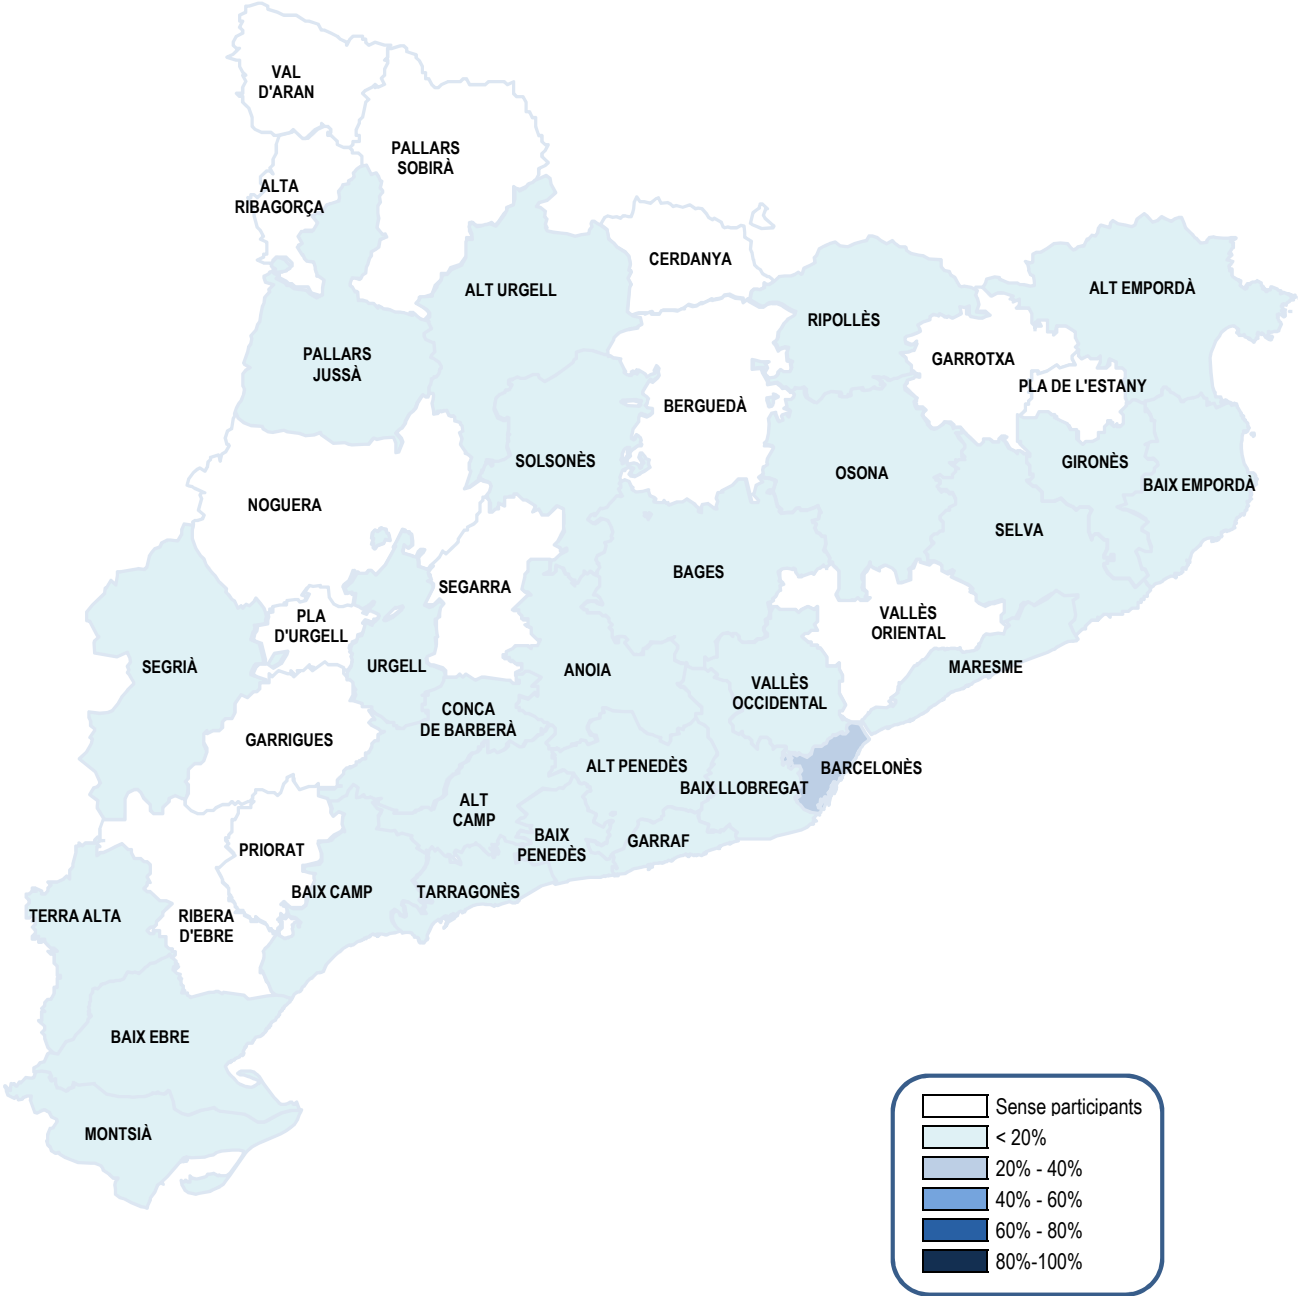 VAL
D'ARAN
PALLARS
SOBIRÀ
ALTA
RIBAGORÇA
CERDANYA
ALT URGELL
ALT EMPORDÀ
RIPOLLÈS
PALLARS
JUSSÀ
GARROTXA
PLA DE L'ESTANY
BERGUEDÀ
SOLSONÈS
GIRONÈS
OSONA
BAIX EMPORDÀ
NOGUERA
SELVA
BAGES
SEGARRA
PLA
D'URGELL
VALLÈS
ORIENTAL
SEGRIÀ
URGELL
ANOIA
MARESME
VALLÈS
OCCIDENTAL
CONCA
DE BARBERÀ
GARRIGUES
ALT PENEDÈS
BARCELONÈS
BAIX LLOBREGAT
ALT
CAMP
BAIX
PENEDÈS
GARRAF
PRIORAT
BAIX CAMP
TARRAGONÈS
TERRA ALTA
RIBERA
D'EBRE
BAIX EBRE
MONTSIÀ
Sense participants
< 20%
20% - 40%
40% - 60%
60% - 80%
80%-100%